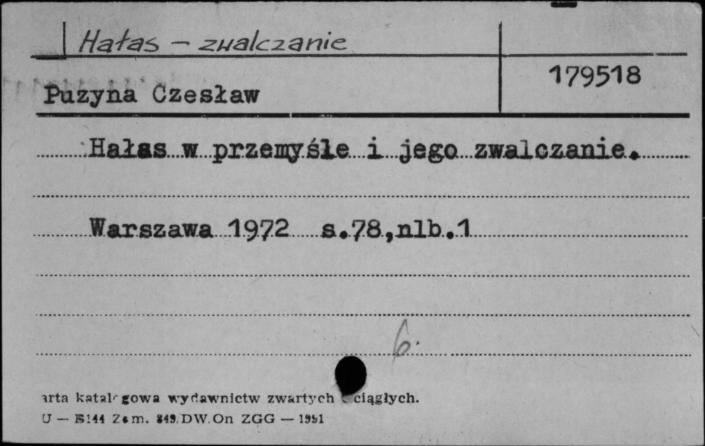 Hałas – zwalczanie
179518
Puzyna Czesław
Hałas w przemyśle i jego zwalczanie.
Warszawa 1972 s.78,nlb.1
6.
arta katalogowa wydawnictw zwartych ciągłych.
U — B144 Zam. 849. DW. On ZGG — 1951